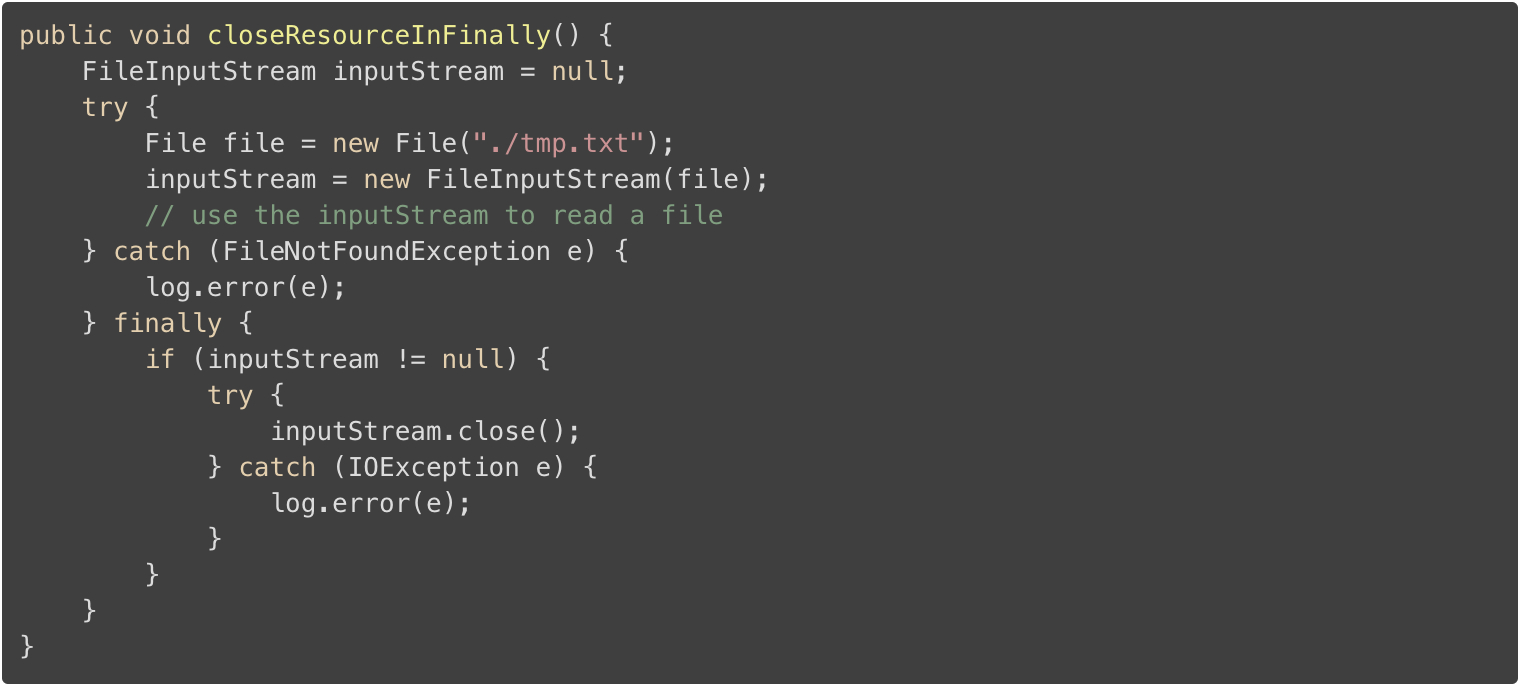 public void closeResourceInFinally() {
    FileInputStream inputStream = null;
    try {
        File file = new File("./tmp.txt");
        inputStream = new FileInputStream(file);
        // use the inputStream to read a file
    } catch (FileNotFoundException e) {
        log.error(e);
    } finally {
        if (inputStream != null) {
            try {
                inputStream.close();
            } catch (IOException e) {
                log.error(e);
            }
        }
    }
}